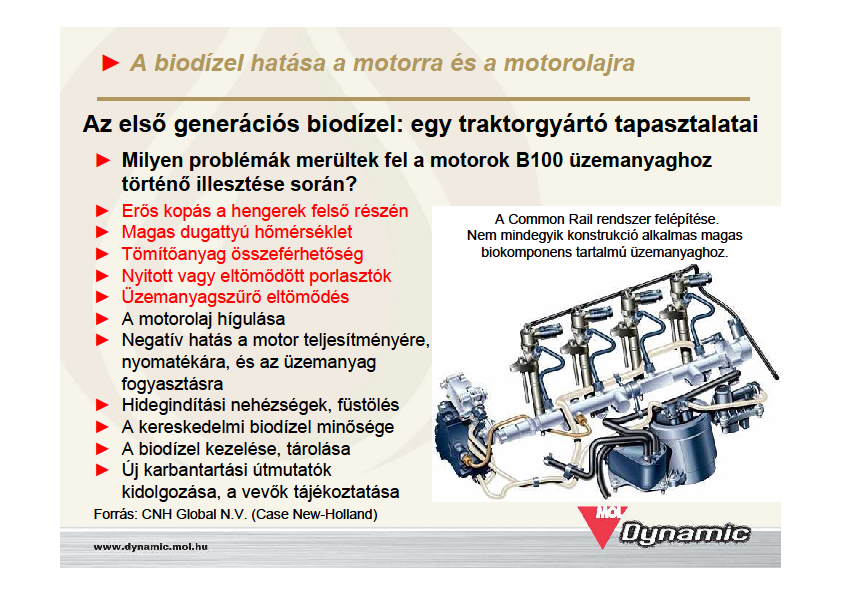 ► A biodízel hatása a motorra és a motorolajra
Az első generációs biodízel: egy traktorgyártó tapasztalatai
► Milyen problémák merültek fel a motorok B100 üzemanyaghoz
történő illesztése során?
► Erős kopás a hengerek felső részén
► Magas dugattyú hőmérséklet
► Tömítőanyag összeférhetőség
► Nyitott vagy eltömődött porlasztók
► Üzemanyagszűrő eltömődés
► A motorolaj hígulása
► Negatív hatás a motor teljesítményére,
nyomatékára, és az üzemanyag
fogyasztásra
► Hidegindítási nehézségek, füstölés
► A kereskedelmi biodízel minősége
► A biodízel kezelése, tárolása
► Új karbantartási útmutatók
kidolgozása, a vevők tájékoztatása
Forrás: CNH Global N.V. (Case New-Holland)
A Common Rail rendszer felépítése.
Nem mindegyik konstrukció alkalmas magas
biokomponens tartalmú üzemanyaghoz.
www.dynamic.mol.hu
MOL
Dynamic